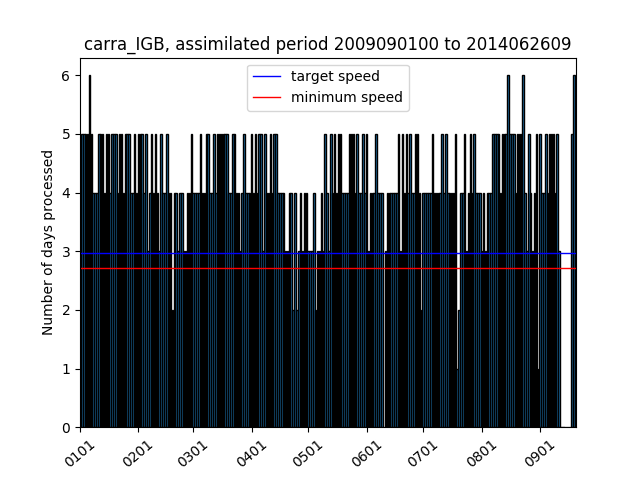 carra_IGB, assimilated period 2009090100 to 2014062609
target speed
minimum speed
Number of days processed
6
5
4
3
2
1
0
0101 0201 0301 0401 0501 0601 0701 0801 0901